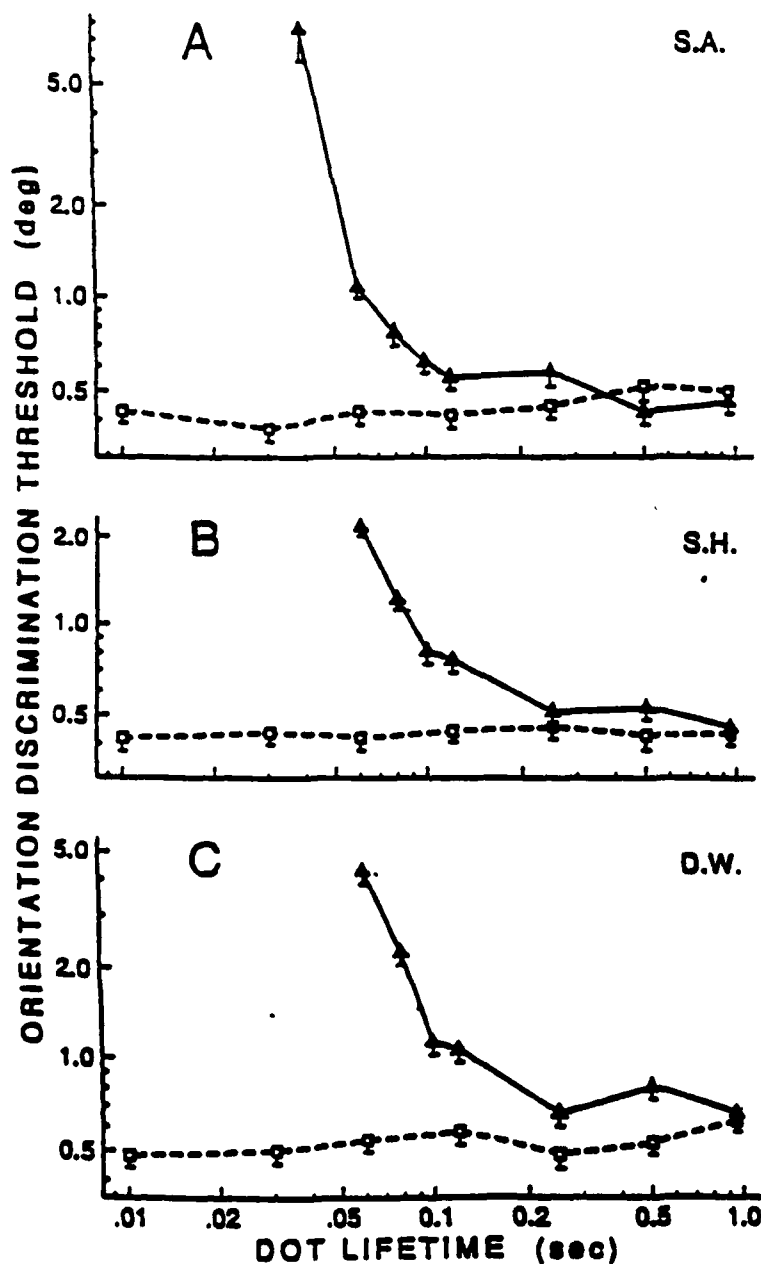 A
S.A.
5.0
2.0
1.0
0.5
B
S.H.
2.0
1.0
0.5
C
D.W.
5.0
2.0
1.0
0.5
.01 .02 .05 0.1 0.2 0.5 1.0
DOT LIFETIME (sec)
ORIENTATION DISCRIMINATION THRESHOLD (deg)